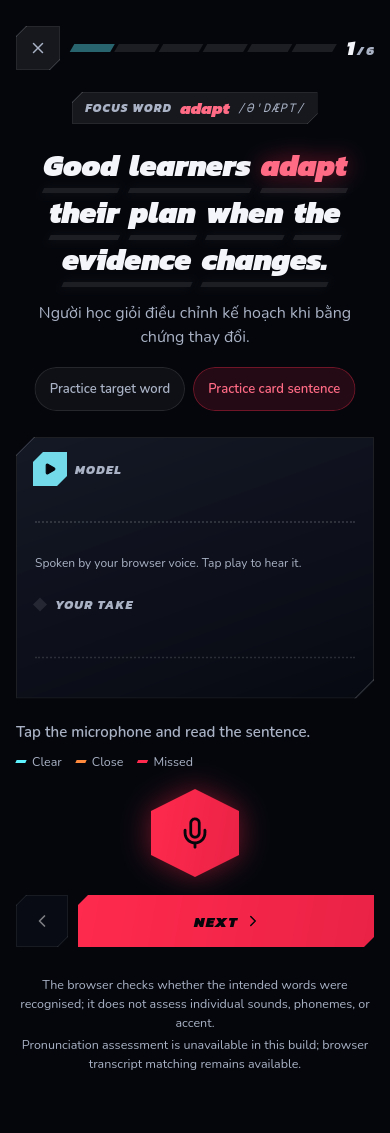 1/6
FOCUS WORD adapt /ə'dæpt/
Good learners adapt
their plan when the
evidence changes.
Người học giỏi điều chỉnh kế hoạch khi bằng
chứng thay đổi.
Practice target word
Practice card sentence
MODEL
Spoken by your browser voice. Tap play to hear it.
YOUR TAKE
Tap the microphone and read the sentence.
Clear Close Missed
NEXT
The browser checks whether the intended words were
recognised; it does not assess individual sounds, phonemes, or
accent.
Pronunciation assessment is unavailable in this build; browser
transcript matching remains available.